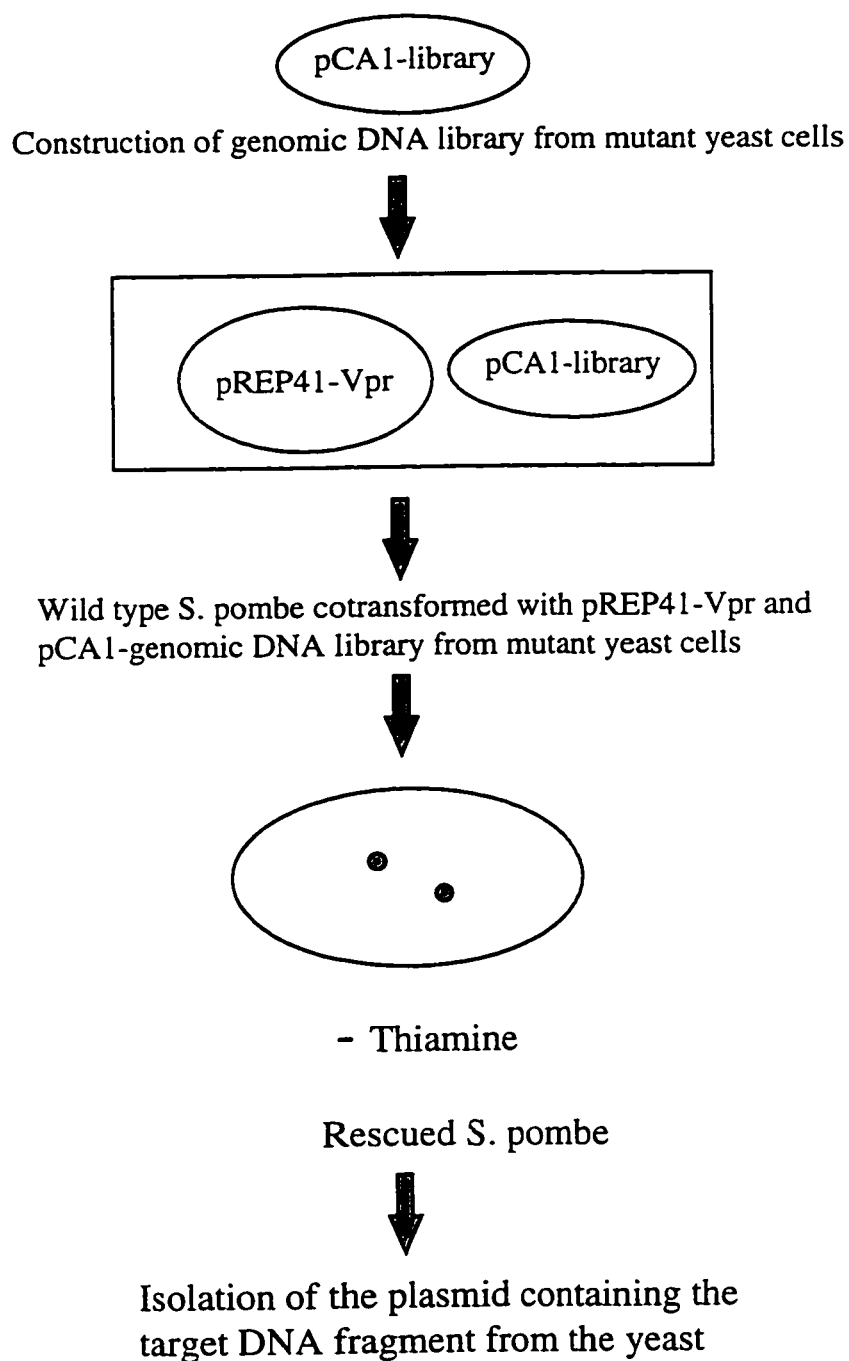 pCA1-library
Construction of genomic DNA library from mutant yeast cells
pREP41-Vpr
pCA1-library
Wild type S. pombe cotransformed with pREP41-Vpr and
pCA1-genomic DNA library from mutant yeast cells
- Thiamine
Rescued S. pombe
Isolation of the plasmid containing the
target DNA fragment from the yeast